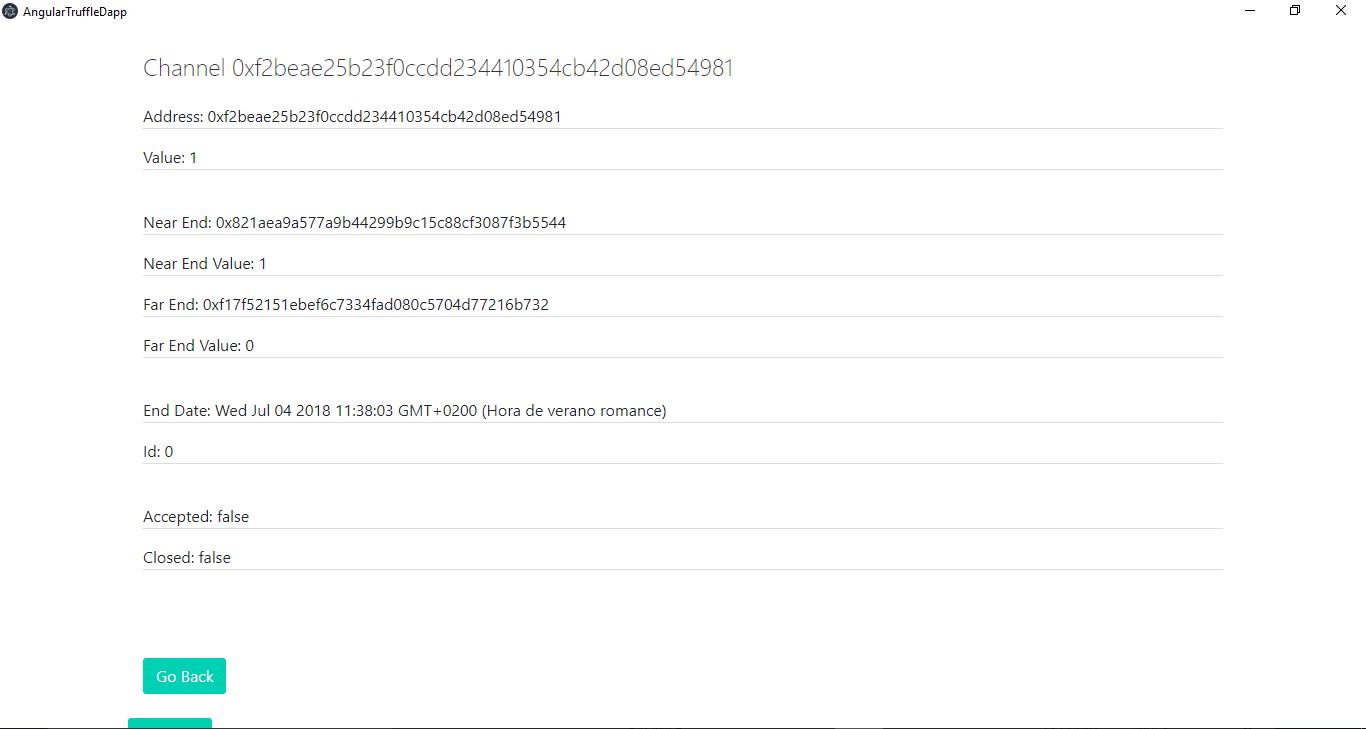 AngularTruffleDapp
Channel 0xf2beae25b23f0ccdd234410354cb42d08ed54981
Address: 0xf2beae25b23f0ccdd234410354cb42d08ed54981
Value: 1
Near End: 0x821aea9a577a9b44299b9c15c88cf3087f3b5544
Near End Value: 1
Far End: 0xf17f52151ebef6c7334fad080c5704d77216b732
Far End Value: 0
End Date: Wed Jul 04 2018 11:38:03 GMT+0200 (Hora de verano romance)
Id: 0
Accepted: false
Closed: false
Go Back